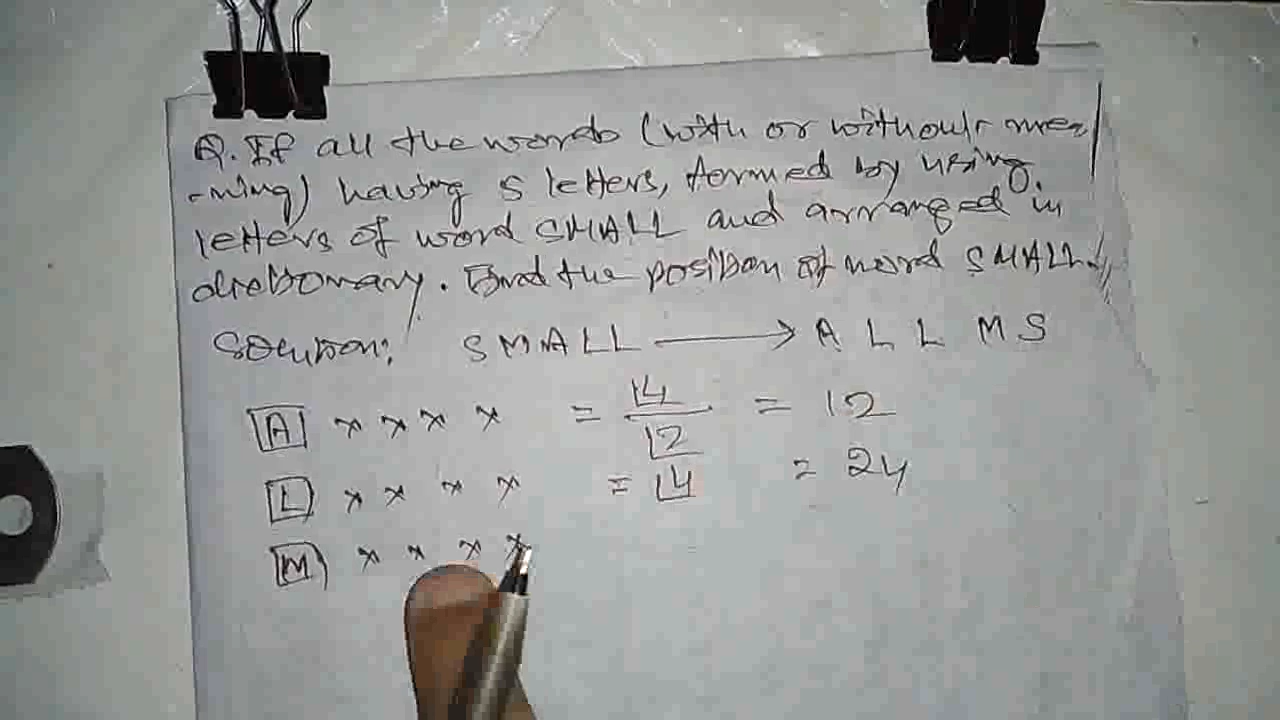 Q. If all the words (with or without mea
-ning) having 5 letters, formed by using
letters of word SMALL and arranged in
dictionary. Find the position of word SMALL.
Solution: SMALL → A L L M S
A × × × × = ⌊4 / ⌊2 = 12
L × × × × = ⌊4 = 24
M × × × ×